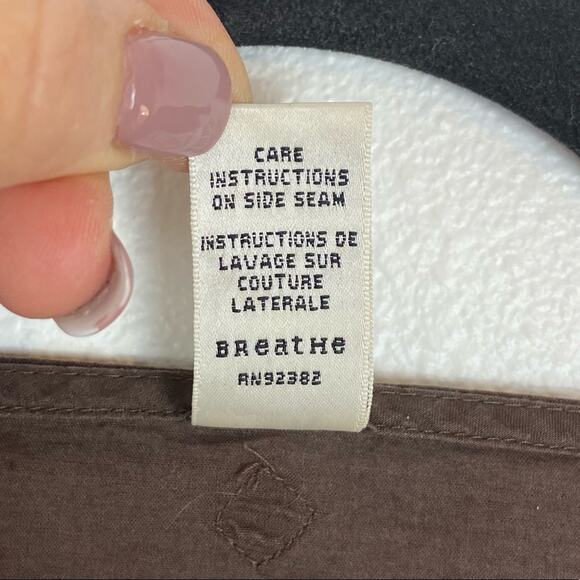 CARE
INSTRUCTIONS
ON SIDE SEAM
INSTRUCTIONS DE
LAVAGE SUR
COUTURE
LATERALE
BReatHe
RN92382